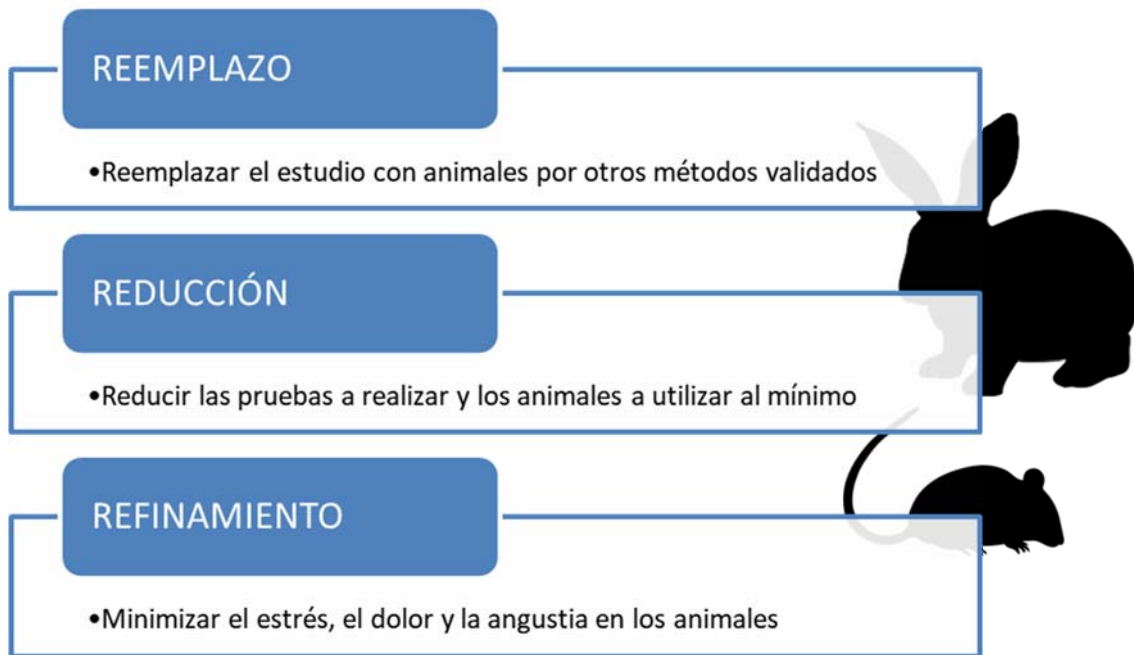 REEMPLAZO
•Reemplazar el estudio con animales por otros métodos validados
REDUCCIÓN
•Reducir las pruebas a realizar y los animales a utilizar al mínimo
REFINAMIENTO
•Minimizar el estrés, el dolor y la angustia en los animales